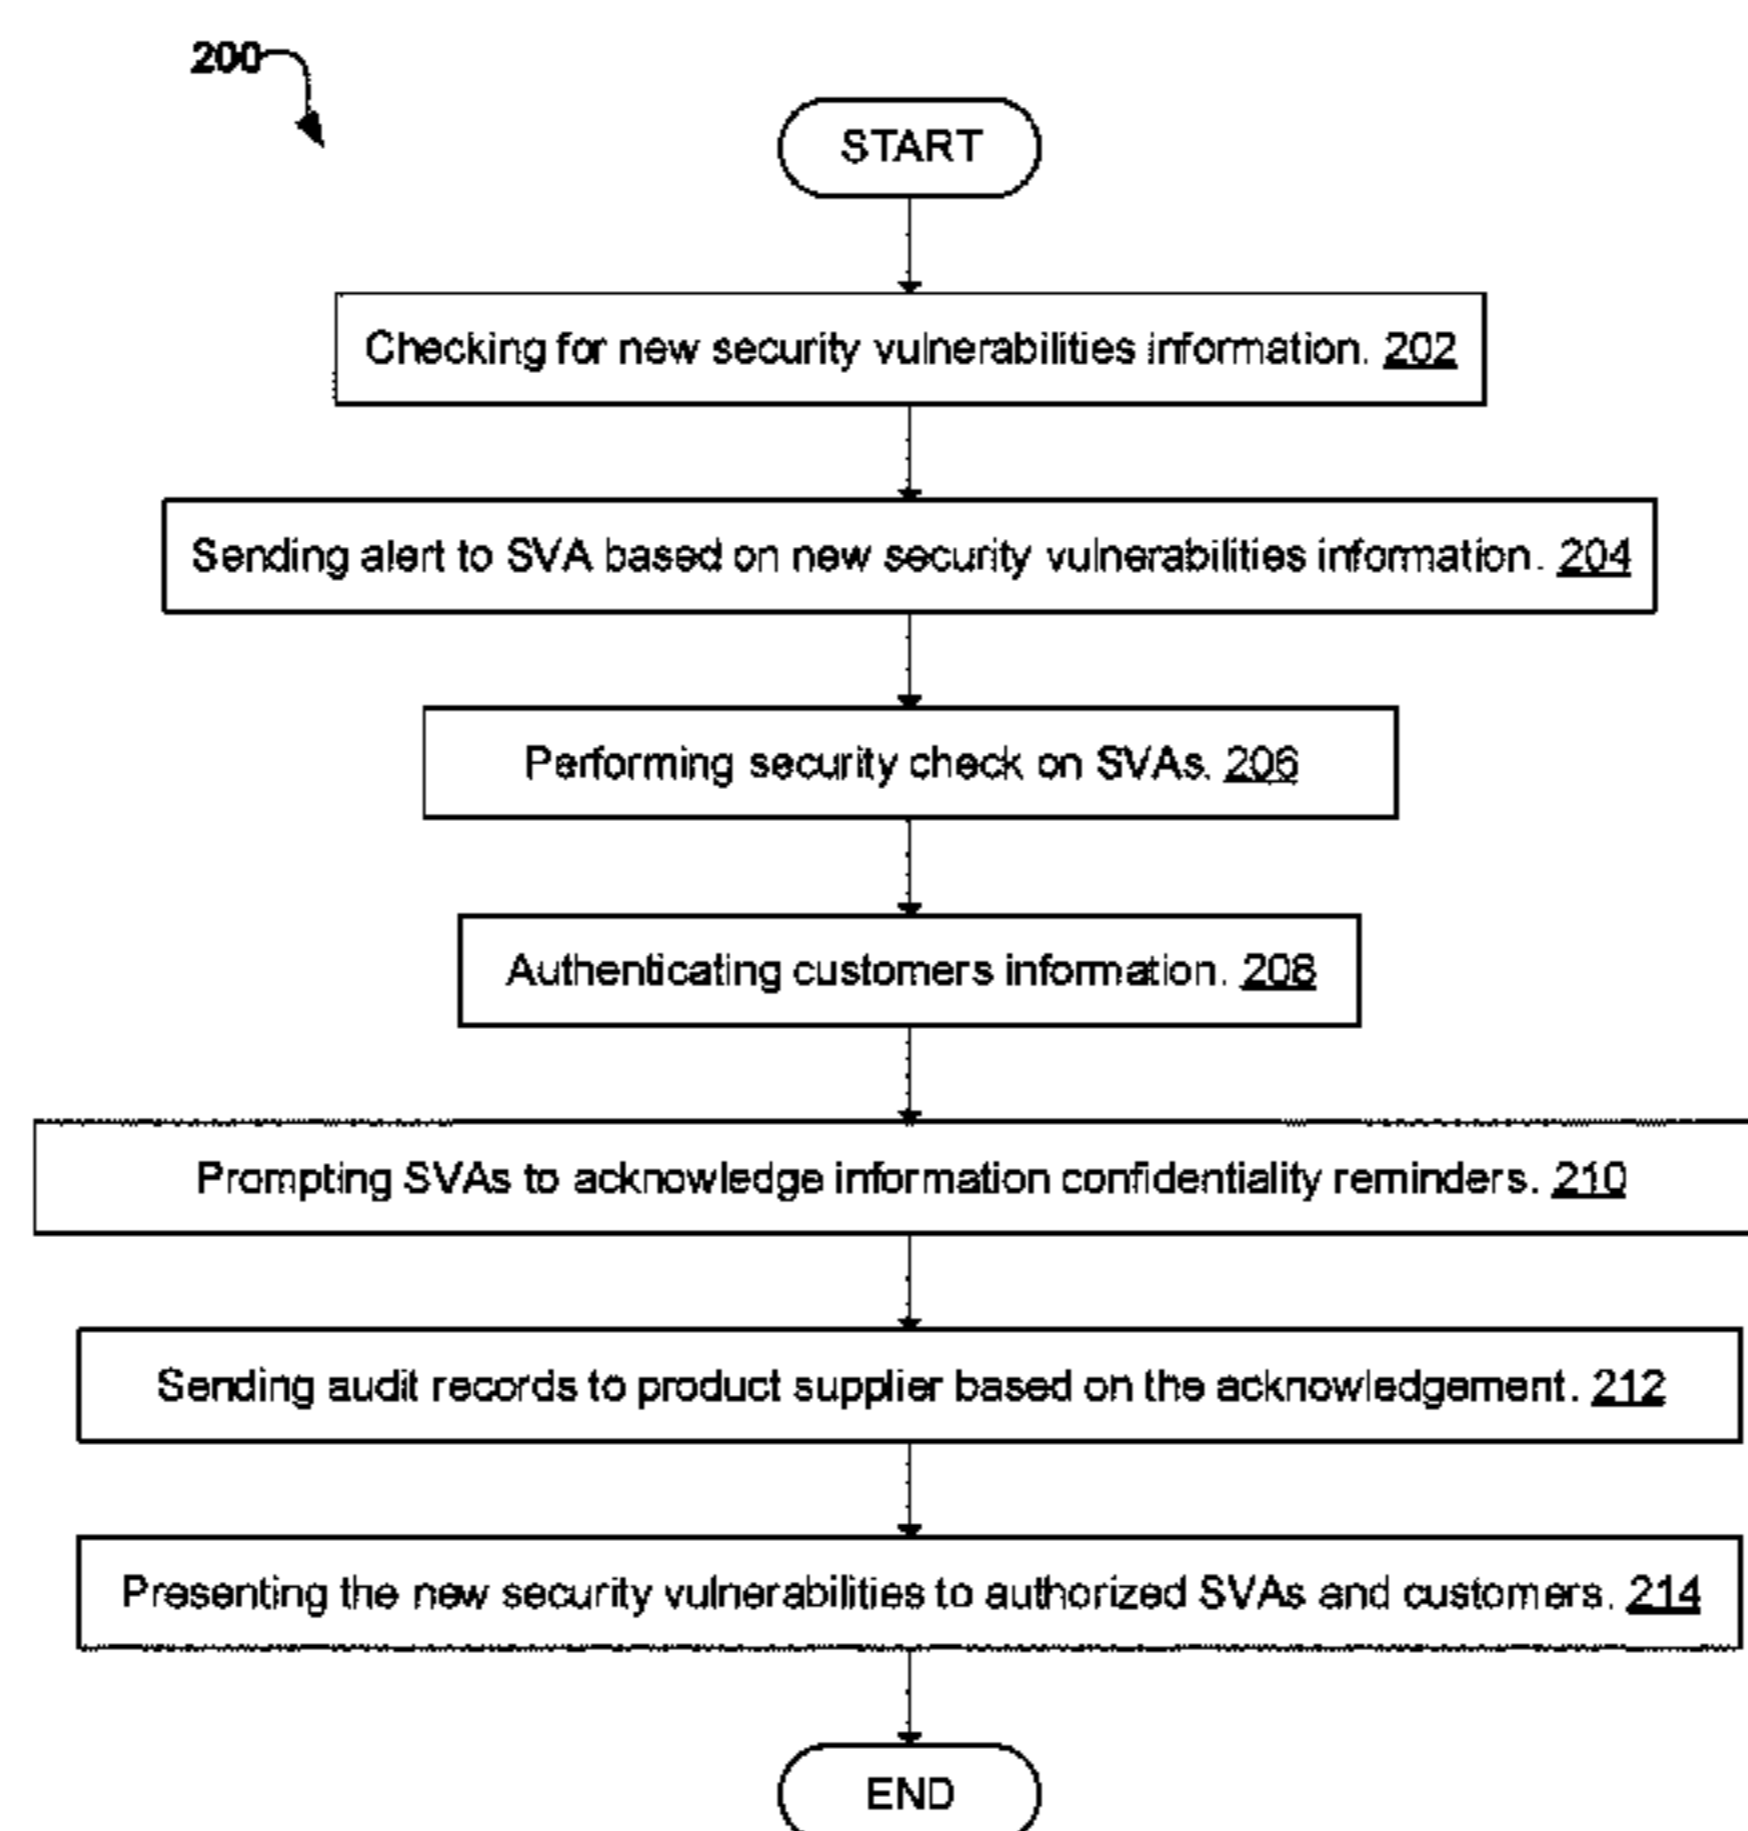 200
START
Checking for new security vulnerabilities information. 202
Sending alert to SVA based on new security vulnerabilities information. 204
Performing security check on SVAs. 206
Authenticating customers information. 208
Prompting SVAs to acknowledge information confidentiality reminders. 210
Sending audit records to product supplier based on the acknowledgement. 212
Presenting the new security vulnerabilities to authorized SVAs and customers. 214
END